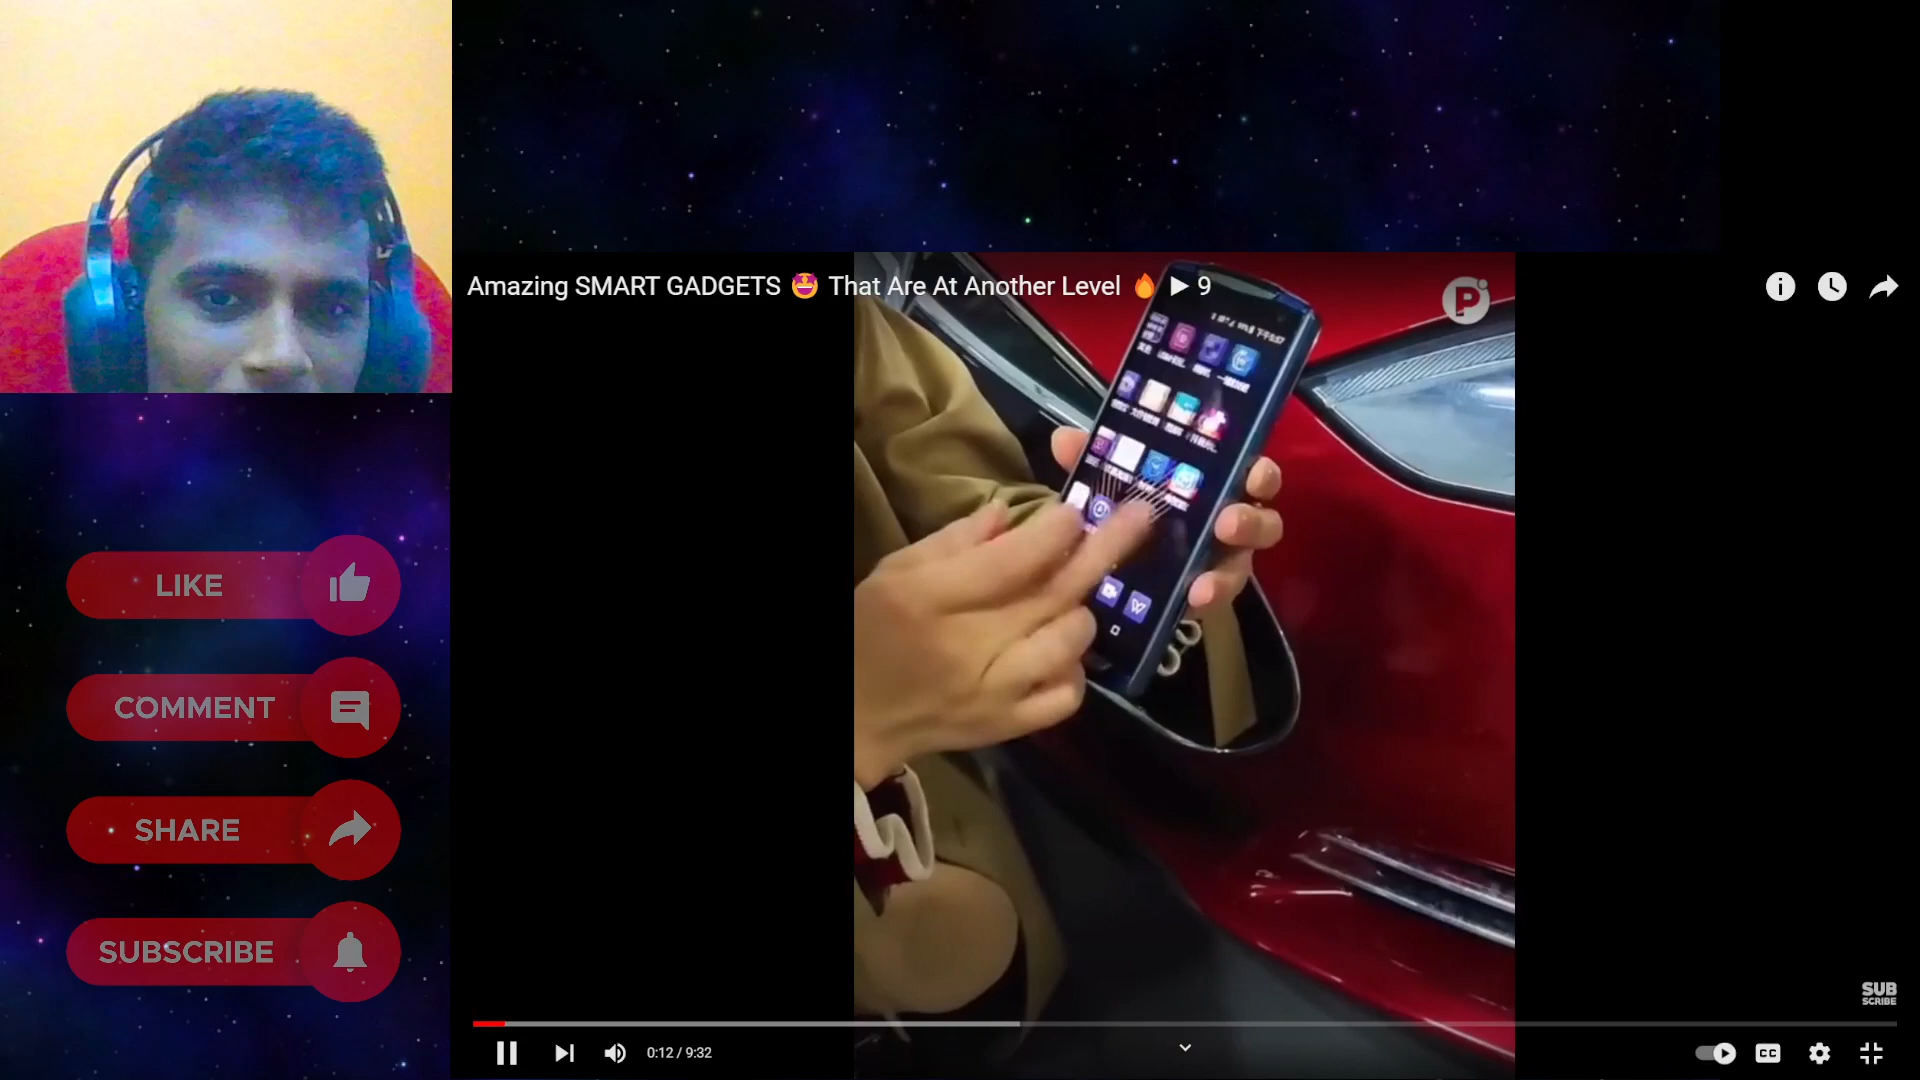 Amazing SMART GADGETS 🤩 That Are At Another Level 🔥 ▶ 9
LIKE
COMMENT
SHARE
SUBSCRIBE
SUB
SCRIBE
0:12 / 9:32
CC